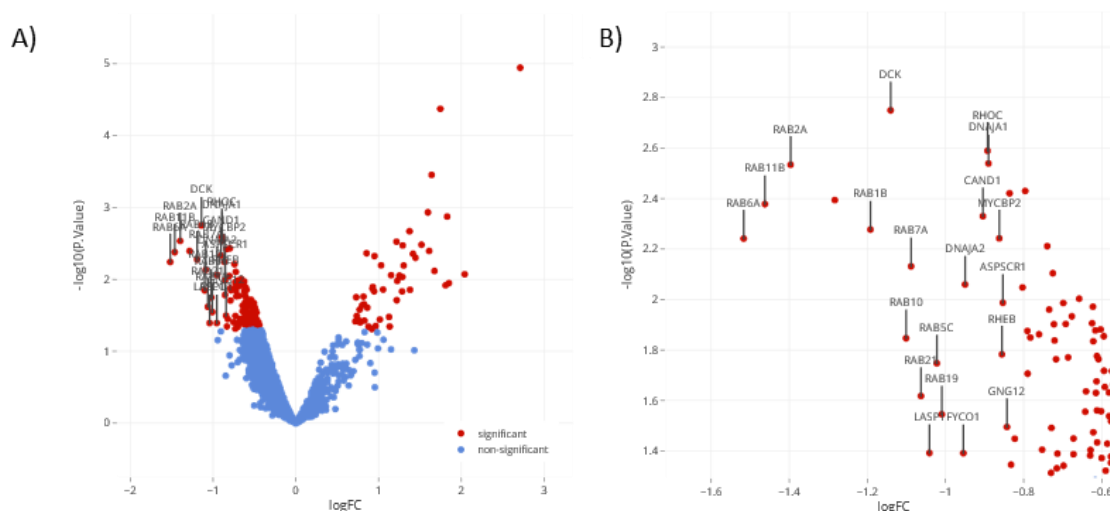 A)
B)
-log10(P.Value)
5
4
3
2
1
0
DCK
RAB2A
RHOC
DNAJA1
RAB11B
CAND1
RAB6A
MYCBP2
significant
non-significant
−2
−1
0
1
2
3
logFC
-log10(P.Value)
3
2.8
2.6
2.4
2.2
2
1.8
1.6
1.4
DCK
RHOC
DNAJA1
RAB2A
RAB11B
CAND1
RAB6A
RAB1B
MYCBP2
RAB7A
DNAJA2
ASPSCR1
RAB10
RAB5C
RHEB
RAB21
RAB19
GNG12
FYCO1
−1.6
−1.4
−1.2
−1
−0.8
−0.6
logFC